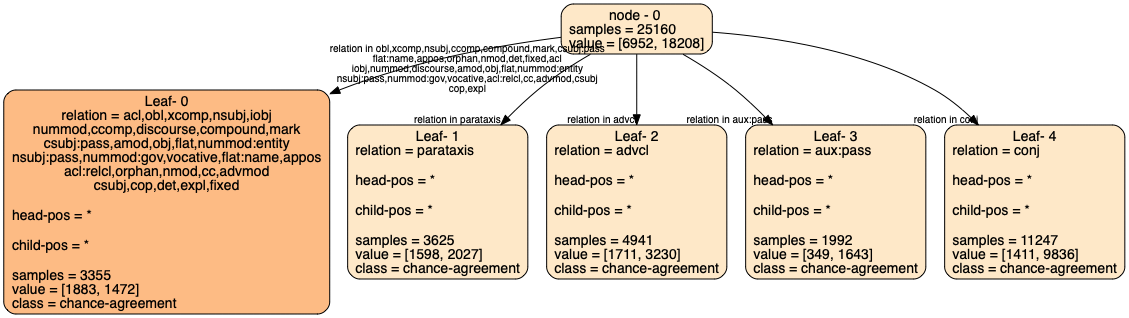 node - 0
samples = 25160
value = [6952, 18208]
relation in obl,xcomp,nsubj,ccomp,compound,mark,csubj:pass
flat:name,appos,orphan,nmod,det,fixed,acl
iobj,nummod,discourse,amod,obj,flat,nummod:entity
nsubj:pass,nummod:gov,vocative,acl:relcl,cc,advmod,csubj
cop,expl
relation in parataxis
relation in advcl
relation in aux:pass
relation in conj
Leaf- 0
relation = acl,obl,xcomp,nsubj,iobj
nummod,ccomp,discourse,compound,mark
csubj:pass,amod,obj,flat,nummod:entity
nsubj:pass,nummod:gov,vocative,flat:name,appos
acl:relcl,orphan,nmod,cc,advmod
csubj,cop,det,expl,fixed
head-pos = *
child-pos = *
samples = 3355
value = [1883, 1472]
class = chance-agreement
Leaf- 1
relation = parataxis
head-pos = *
child-pos = *
samples = 3625
value = [1598, 2027]
class = chance-agreement
Leaf- 2
relation = advcl
head-pos = *
child-pos = *
samples = 4941
value = [1711, 3230]
class = chance-agreement
Leaf- 3
relation = aux:pass
head-pos = *
child-pos = *
samples = 1992
value = [349, 1643]
class = chance-agreement
Leaf- 4
relation = conj
head-pos = *
child-pos = *
samples = 11247
value = [1411, 9836]
class = chance-agreement